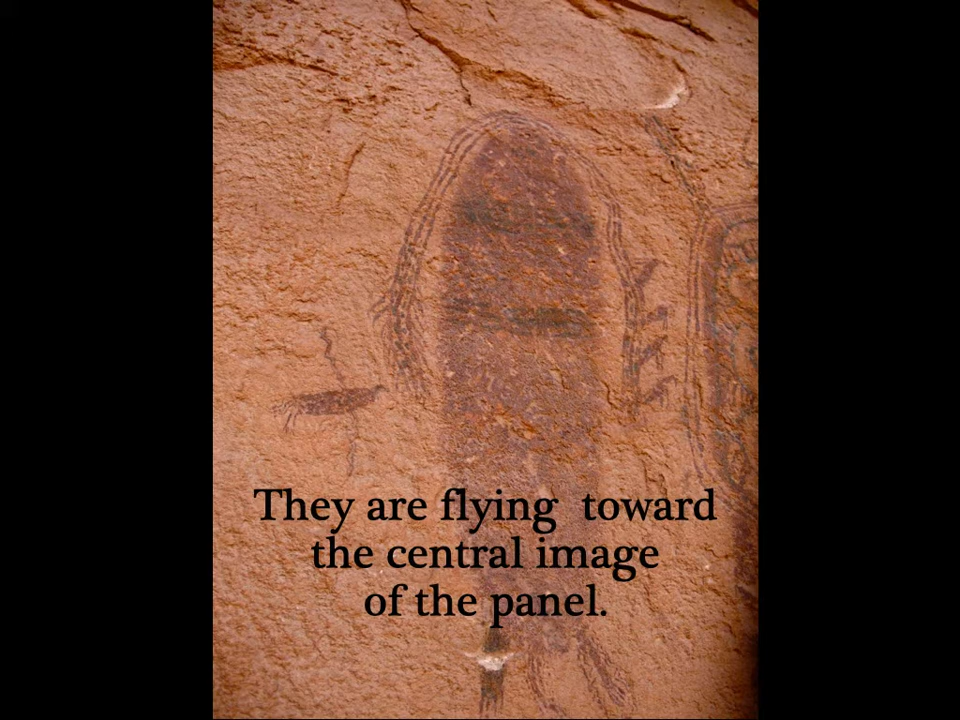 They are flying  toward
the central image
of the panel.